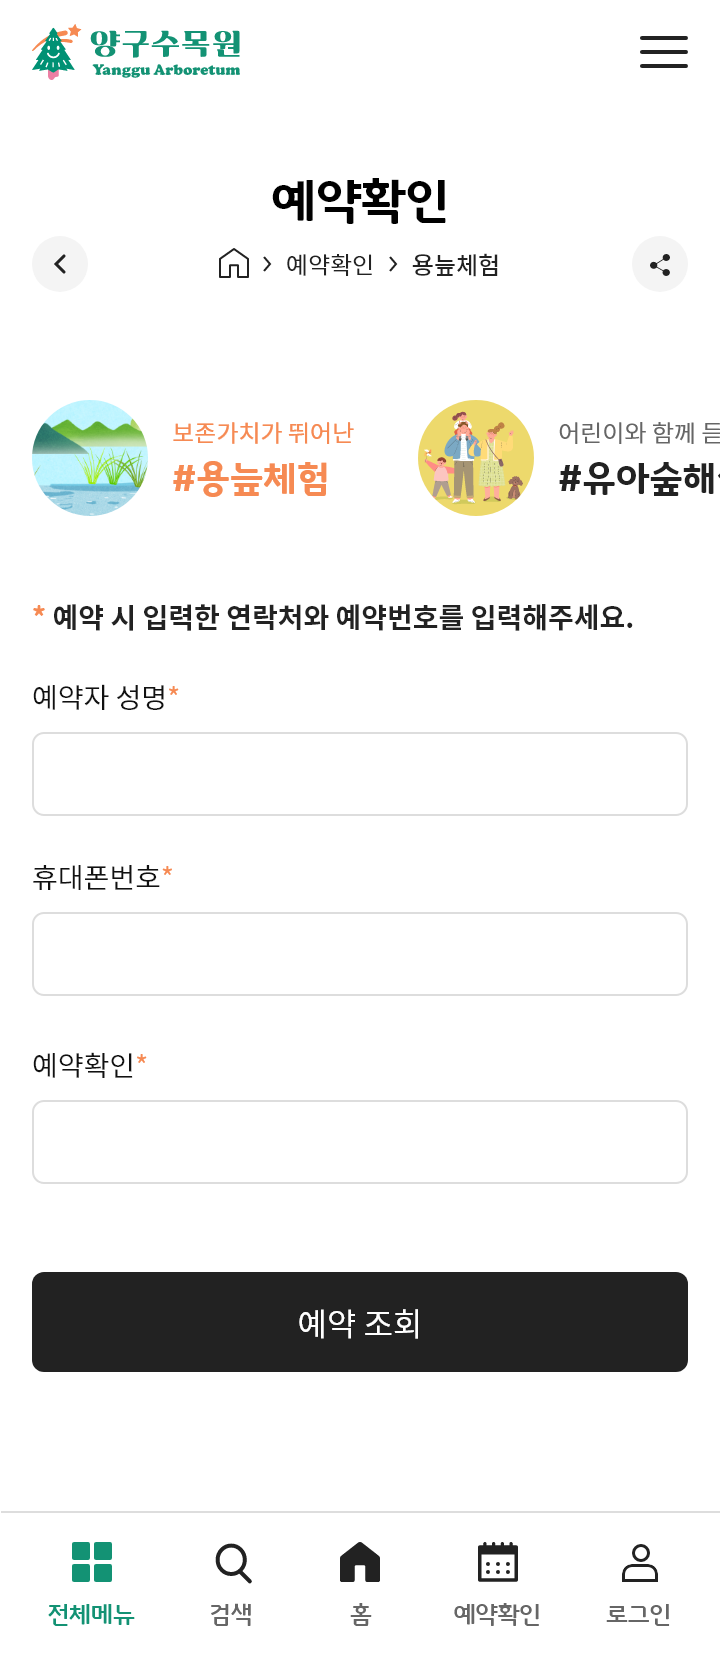 양구수목원
Yanggu Arboretum
예약확인
예약확인 용늪체험
보존가치가 뛰어난
#용늪체험
어린이와 함께 듣
#유아숲해
* 예약 시 입력한 연락처와 예약번호를 입력해주세요.
예약자 성명*
휴대폰번호*
예약확인*
예약 조회
전체메뉴 검색 홈 예약확인 로그인